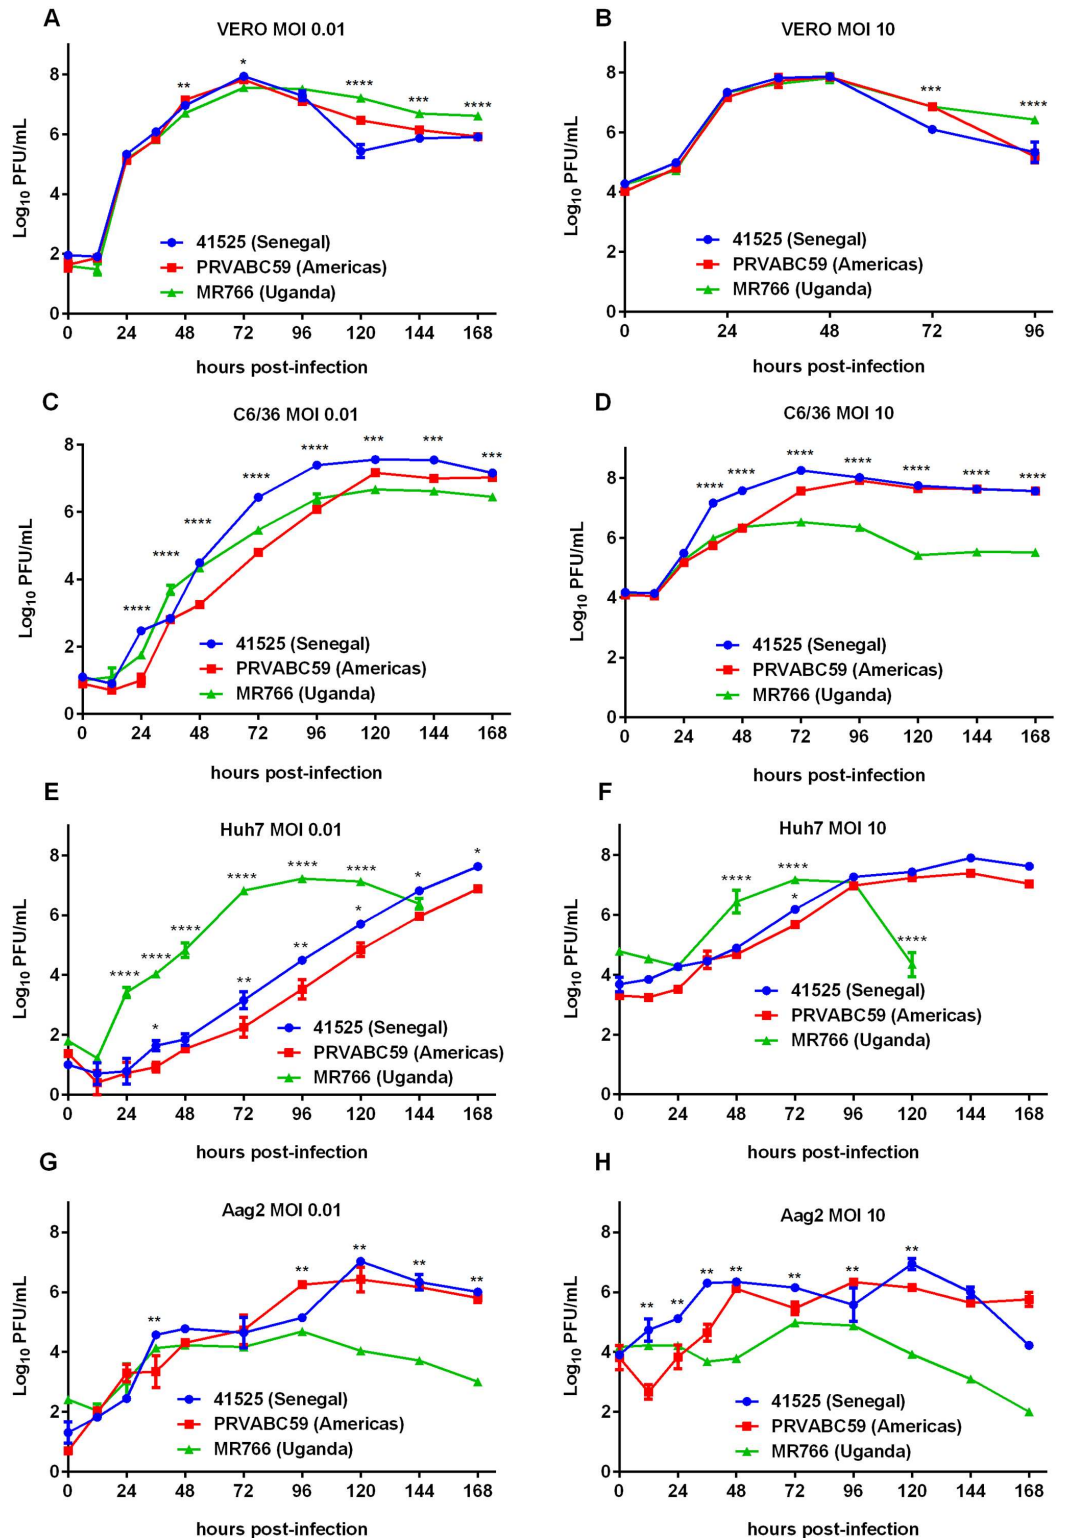 A
VERO MOI 0.01
Log10 PFU/mL
8
6
4
2
0
** * **** *** ****
41525 (Senegal)
PRVABC59 (Americas)
MR766 (Uganda)
0 24 48 72 96 120 144 168
hours post-infection
B
VERO MOI 10
Log10 PFU/mL
8
6
4
2
0
*** ****
41525 (Senegal)
PRVABC59 (Americas)
MR766 (Uganda)
0 24 48 72 96
hours post-infection
C
C6/36 MOI 0.01
Log10 PFU/mL
8
6
4
2
0
**** **** **** **** **** *** *** ***
41525 (Senegal)
PRVABC59 (Americas)
MR766 (Uganda)
0 24 48 72 96 120 144 168
hours post-infection
D
C6/36 MOI 10
Log10 PFU/mL
8
6
4
2
0
**** **** **** **** **** **** ****
41525 (Senegal)
PRVABC59 (Americas)
MR766 (Uganda)
0 24 48 72 96 120 144 168
hours post-infection
E
Huh7 MOI 0.01
Log10 PFU/mL
8
6
4
2
0
**** **** **** **** **** **** * *
* ** ** *
41525 (Senegal)
PRVABC59 (Americas)
MR766 (Uganda)
0 24 48 72 96 120 144 168
hours post-infection
F
Huh7 MOI 10
Log10 PFU/mL
8
6
4
2
0
**** **** * ****
41525 (Senegal)
PRVABC59 (Americas)
MR766 (Uganda)
0 24 48 72 96 120 144 168
hours post-infection
G
Aag2 MOI 0.01
Log10 PFU/mL
8
6
4
2
0
** ** ** **
41525 (Senegal)
PRVABC59 (Americas)
MR766 (Uganda)
0 24 48 72 96 120 144 168
hours post-infection
H
Aag2 MOI 10
Log10 PFU/mL
8
6
4
2
0
** ** ** ** ** ** **
41525 (Senegal)
PRVABC59 (Americas)
MR766 (Uganda)
0 24 48 72 96 120 144 168
hours post-infection